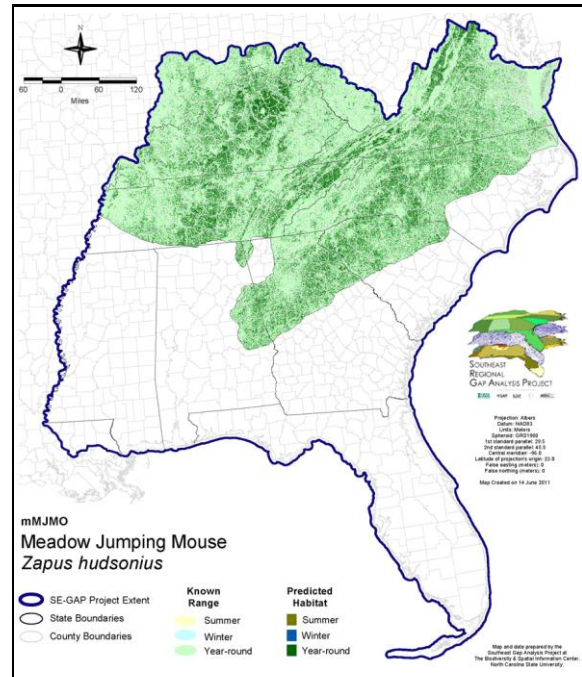 N
60 0 60 120
Miles
SOUTHEAST
REGIONAL
GAP ANALYSIS PROJECT
Projection: Albers
Datum: NAD83
Units: Meters
Spheroid: GRS1980
1st standard parallel: 29.5
2nd standard parallel: 45.5
Central meridian: -96.0
Latitude of projection's origin: 23.0
False easting (meters): 0
False northing (meters): 0
Map Created on 14 June 2011
mMJMO
Meadow Jumping Mouse
Zapus hudsonius
SE-GAP Project Extent
State Boundaries
County Boundaries
Known
Range
Summer
Winter
Year-round
Predicted
Habitat
Summer
Winter
Year-round
Map and data prepared by the
Southeast Gap Analysis Project at
The Biodiversity & Spatial Information Center,
North Carolina State University.